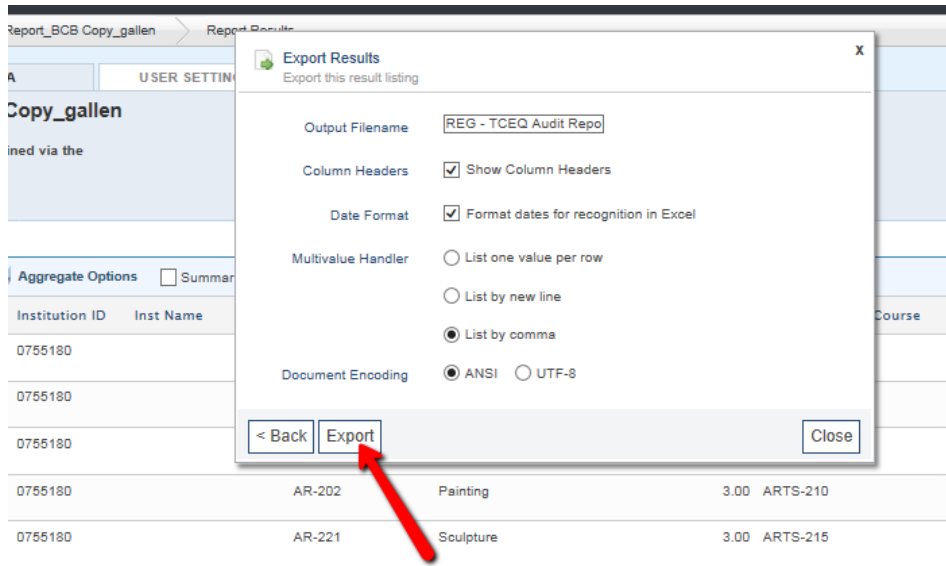 Report_BCB Copy_gallen Report Results
Export Results
x
Export this result listing
A USER SETTIN
Copy_gallen
Output Filename REG - TCEQ Audit Repo
ined via the
Column Headers Show Column Headers
Date Format Format dates for recognition in Excel
Multivalue Handler List one value per row
Aggregate Options Summar
List by new line
Institution ID Inst Name Course
List by comma
0755180
Document Encoding ANSI UTF-8
0755180
< Back Export Close
0755180
0755180 AR-202 Painting 3.00 ARTS-210
0755180 AR-221 Sculpture 3.00 ARTS-215